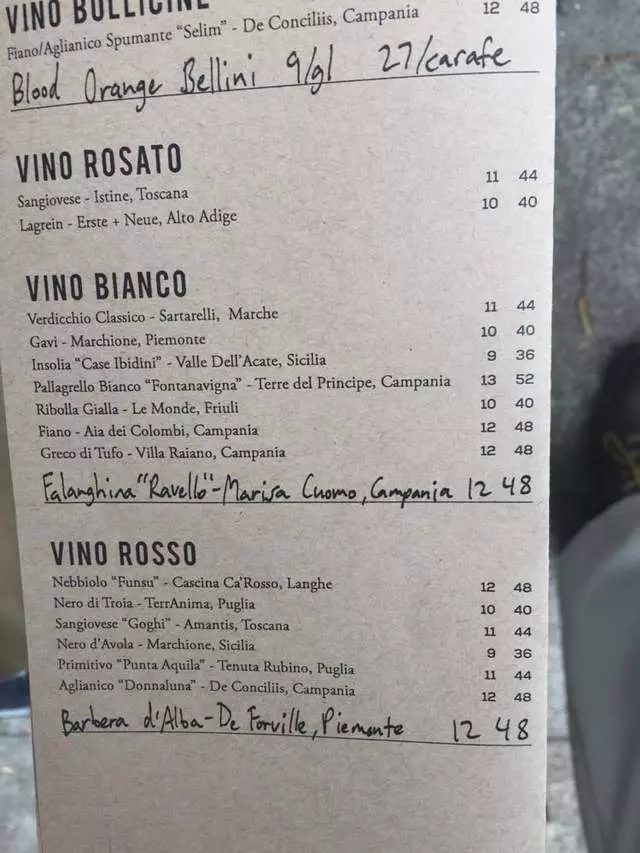 VINO BOLLICINE
Fiano/Aglianico Spumante “Selim” - De Conciliis, Campania 12 48
Blood Orange Bellini 9/gl 27/carafe
VINO ROSATO
Sangiovese - Istine, Toscana 11 44
Lagrein - Erste + Neue, Alto Adige 10 40
VINO BIANCO
Verdicchio Classico - Sartarelli, Marche 11 44
Gavi - Marchione, Piemonte 10 40
Insolia “Case Ibidini” - Valle Dell’Acate, Sicilia 9 36
Pallagrello Bianco “Fontanavigna” - Terre del Principe, Campania 13 52
Ribolla Gialla - Le Monde, Friuli 10 40
Fiano - Aia dei Colombi, Campania 12 48
Greco di Tufo - Villa Raiano, Campania 12 48
Falanghina “Ravello” - Marisa Cuomo, Campania 12 48
VINO ROSSO
Nebbiolo “Funsu” - Cascina Ca’Rosso, Langhe 12 48
Nero di Troia - TerrAnima, Puglia 10 40
Sangiovese “Goghi” - Amantis, Toscana 11 44
Nero d’Avola - Marchione, Sicilia 9 36
Primitivo “Punta Aquila” - Tenuta Rubino, Puglia 11 44
Aglianico “Donnaluna” - De Conciliis, Campania 12 48
Barbera d'Alba - De Forville, Piemonte 12 48